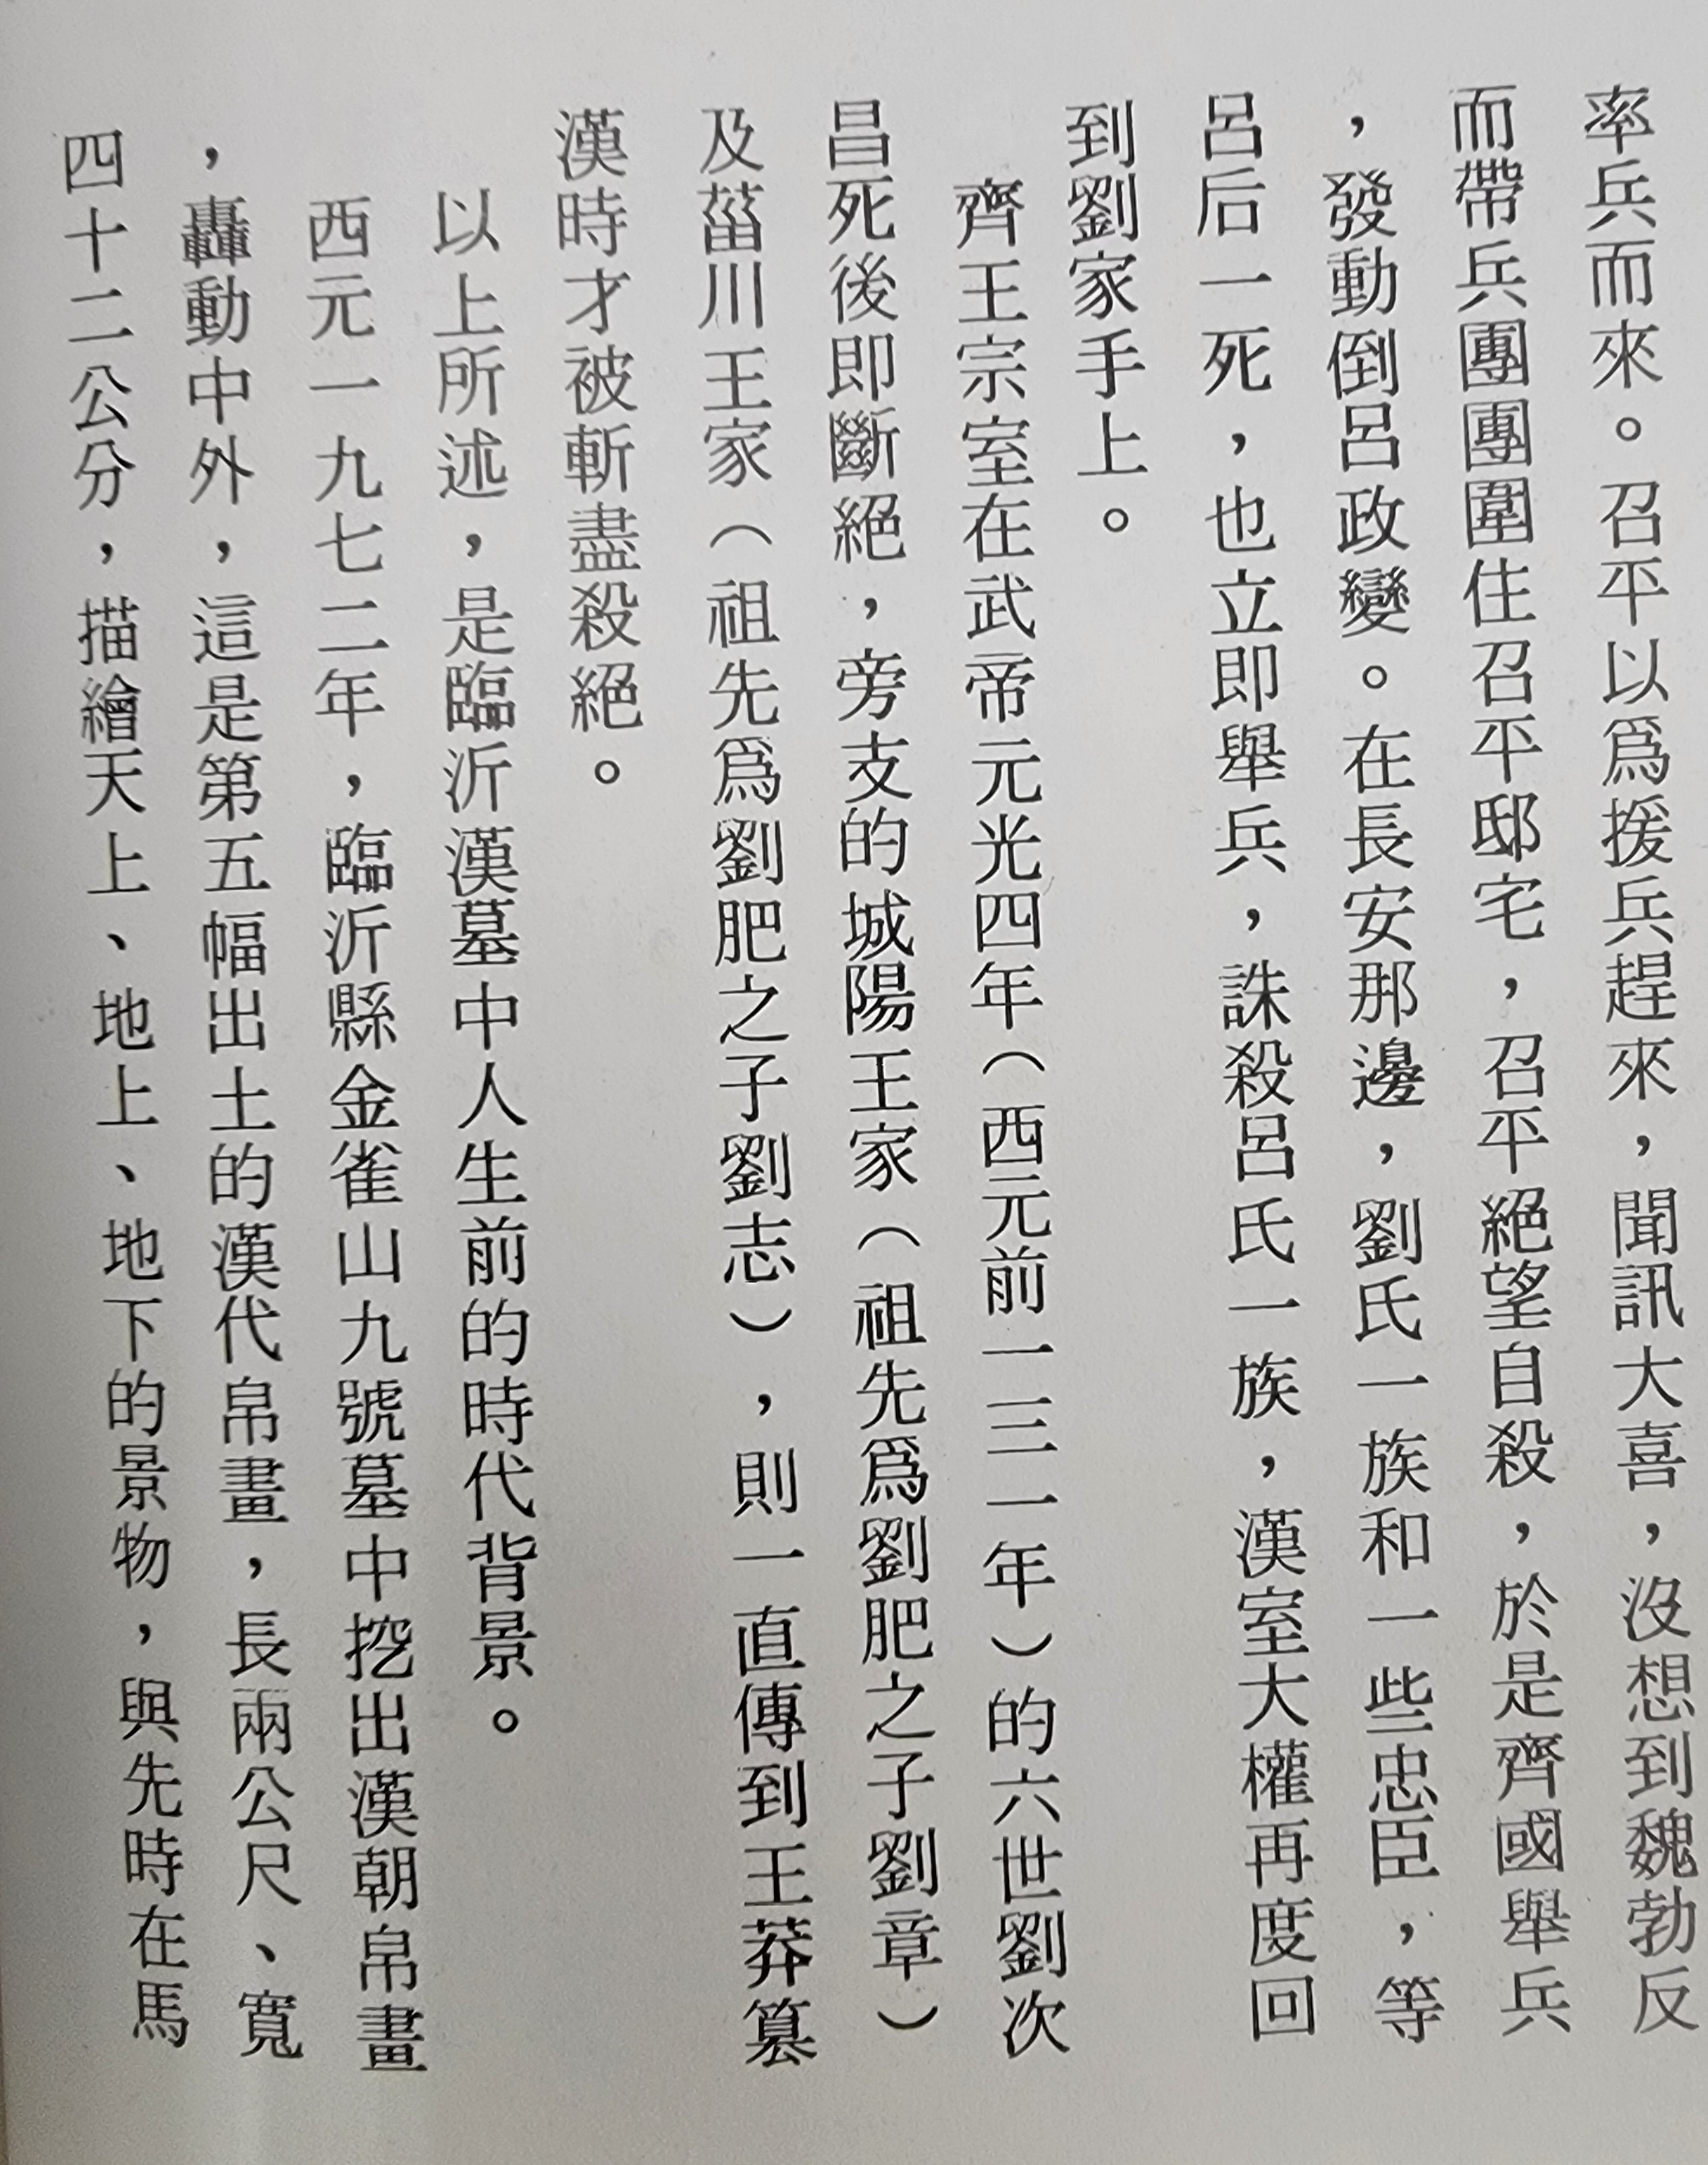 率兵而來。召平以爲援兵趕來，聞訊大喜，沒想到魏勃反
而帶兵團團圍住召平邸宅，召平絕望自殺，於是齊國舉兵
，發動倒呂政變。在長安那邊，劉氏一族和一些忠臣，等
呂后一死，也立即舉兵，誅殺呂氏一族，漢室大權再度回
到劉家手上。
齊王宗室在武帝元光四年（西元前一三一年）的六世劉次
昌死後即斷絕，旁支的城陽王家（祖先爲劉肥之子劉章）
及菑川王家（祖先爲劉肥之子劉志），則一直傳到王莽篡
漢時才被斬盡殺絕。
以上所述，是臨沂漢墓中人生前的時代背景。
西元一九七二年，臨沂縣金雀山九號墓中挖出漢朝帛畫
，轟動中外，這是第五幅出土的漢代帛畫，長兩公尺、寬
四十二公分，描繪天上、地上、地下的景物，與先時在馬